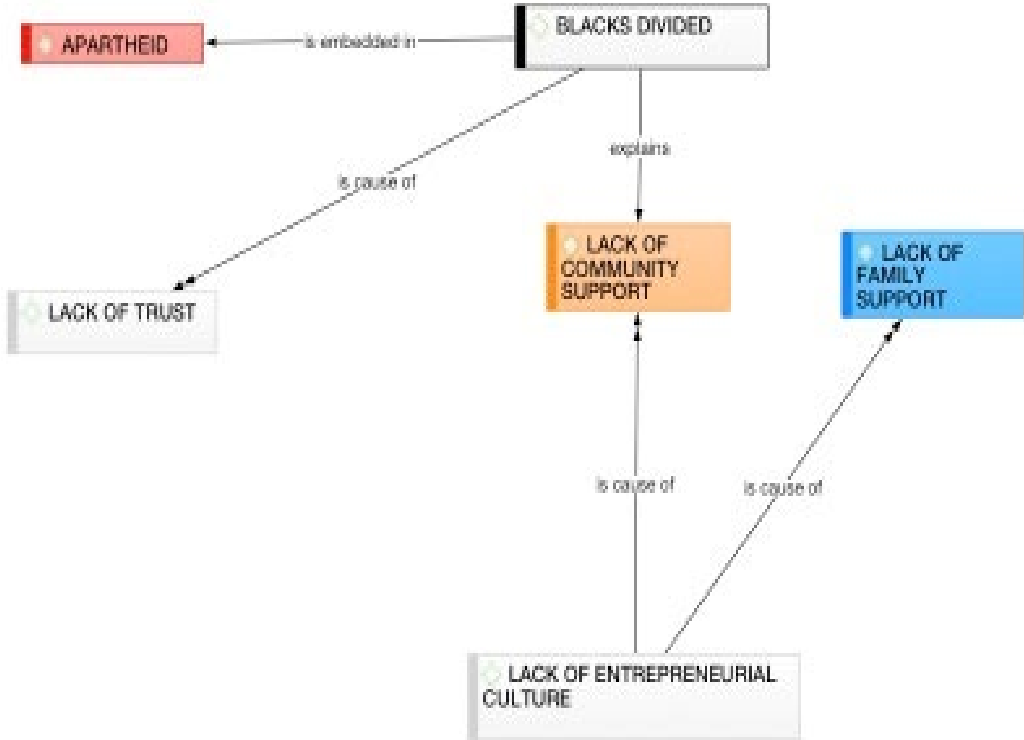 BLACKS DIVIDED
APARTHEID
is embedded in
explains
is cause of
LACK OF
COMMUNITY
SUPPORT
LACK OF
FAMILY
SUPPORT
LACK OF TRUST
is cause of
is cause of
LACK OF ENTREPRENEURIAL
CULTURE